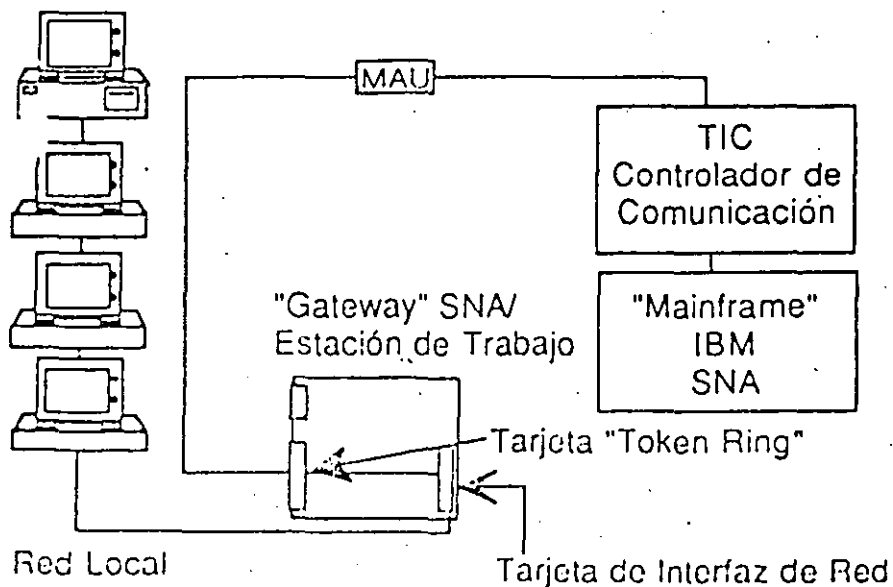 MAU
TIC
Controlador de
Comunicación
"Gateway" SNA/
Estación de Trabajo
"Mainframe"
IBM
SNA
Tarjeta "Token Ring"
Red Local
Tarjeta de Interfaz de Red